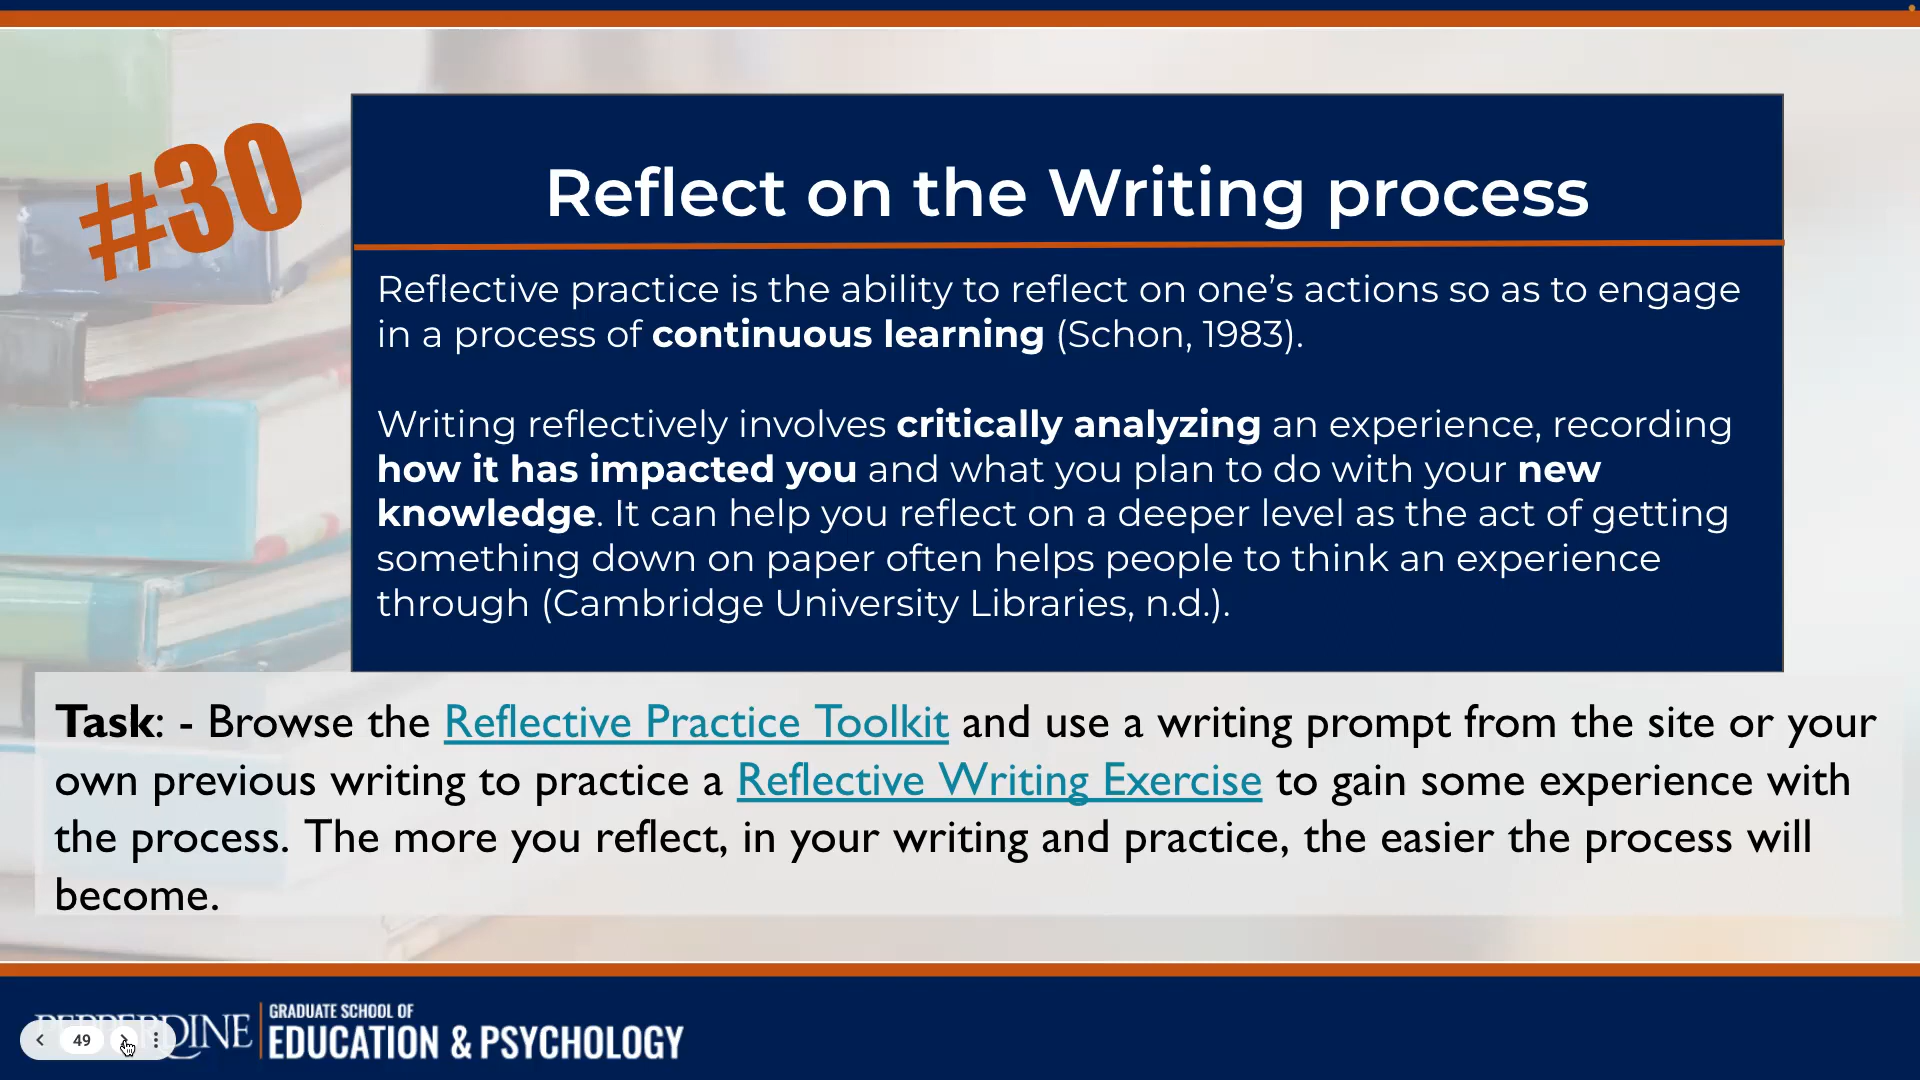 #30
Reflect on the Writing process
Reflective practice is the ability to reflect on one’s actions so as to engage
in a process of continuous learning (Schon, 1983).
Writing reflectively involves critically analyzing an experience, recording
how it has impacted you and what you plan to do with your new
knowledge. It can help you reflect on a deeper level as the act of getting
something down on paper often helps people to think an experience
through (Cambridge University Libraries, n.d.).
Task: - Browse the Reflective Practice Toolkit and use a writing prompt from the site or your
own previous writing to practice a Reflective Writing Exercise to gain some experience with
the process. The more you reflect, in your writing and practice, the easier the process will
become.
PEPPERDINE
GRADUATE SCHOOL OF
EDUCATION & PSYCHOLOGY
49